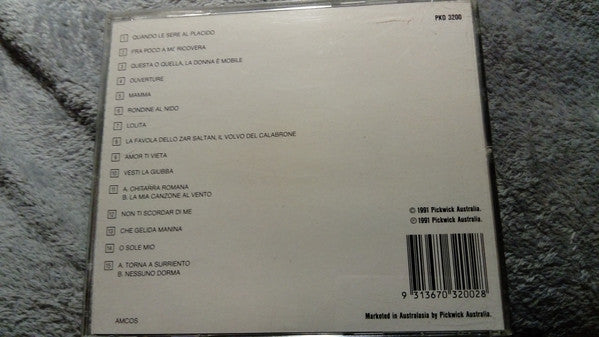 PKD 3200
1 QUANDO LE SERE AL PLACIDO
2 FRA POCO A ME' RICOVERA
3 QUESTA O QUELLA, LA DONNA È MOBILE
4 OUVERTURE
5 MAMMA
6 RONDINE AL NIDO
7 LOLITA
8 LA FAVOLA DELLO ZAR SALTAN, IL VOLVO DEL CALABRONE
9 AMOR TI VIETA
10 VESTI LA GIUBBA
11 A: CHITARRA ROMANA
B: LA MIA CANZONE AL VENTO
12 NON TI SCORDAR DI ME
13 CHE GELIDA MANINA
14 O SOLE MIO
15 A: TORNA A SURRIENTO
B: NESSUNO DORMA
© 1991 Pickwick Australia.
℗ 1991 Pickwick Australia.
9 313670 320028
Marketed in Australasia by Pickwick Australia.
AMCOS